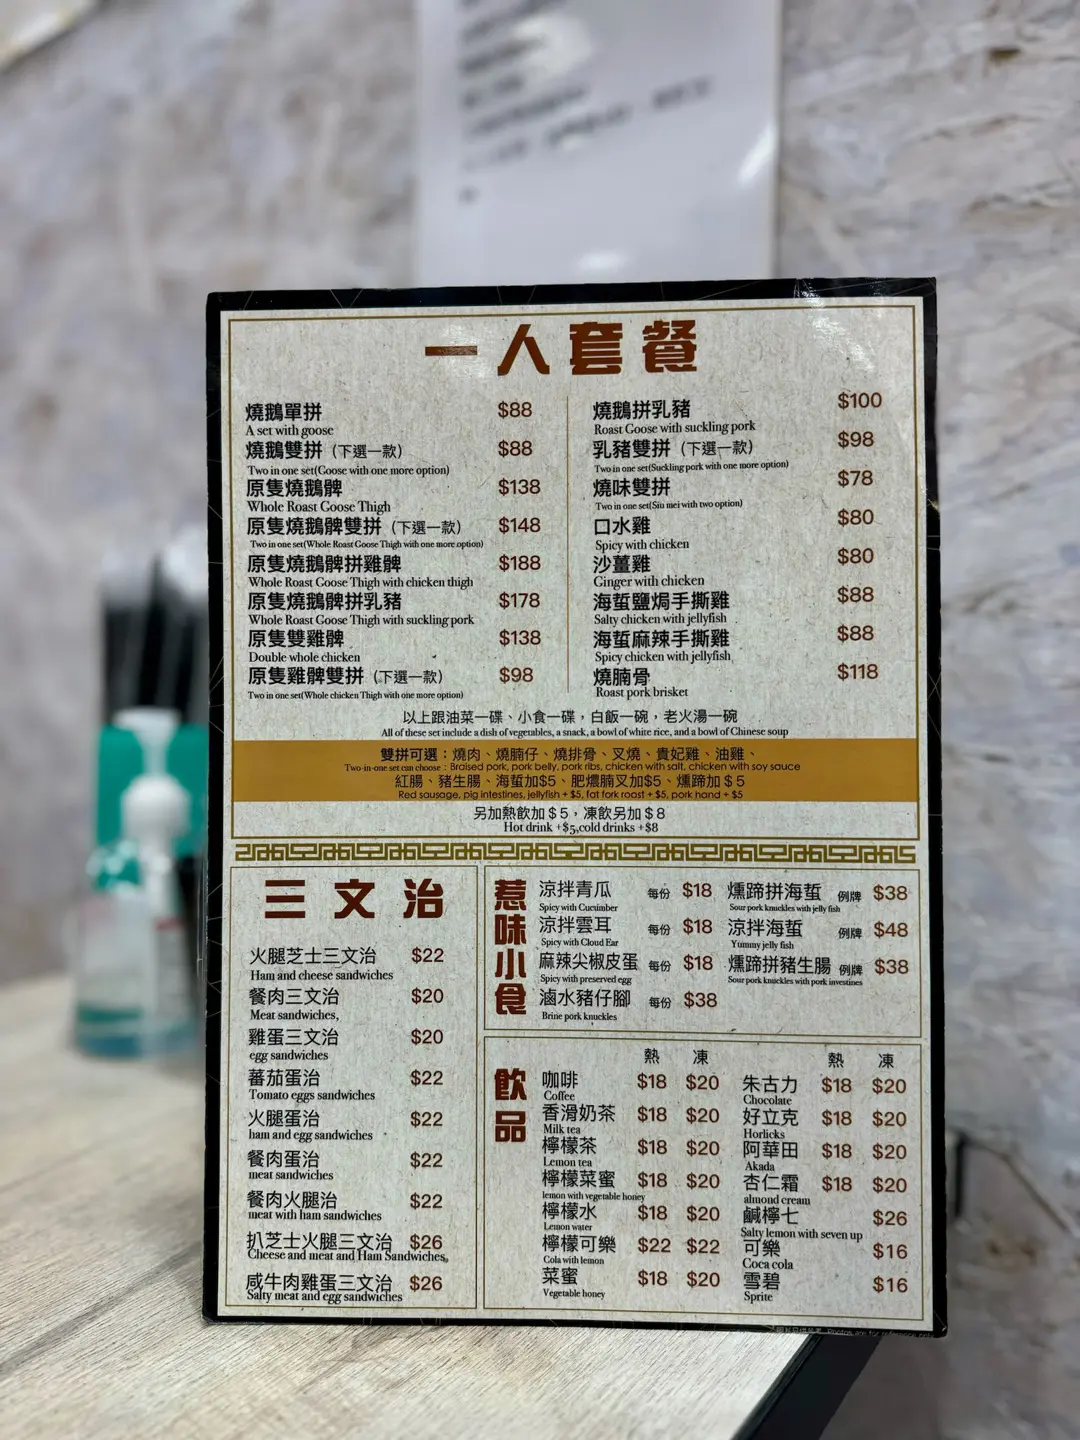 一人套餐
燒鵝單拼 $88
A set with goose
燒鵝雙拼 (下選一款) $88
Two in one set(Goose with one more option)
原隻燒鵝髀 $138
Whole Roast Goose Thigh
原隻燒鵝髀雙拼 (下選一款) $148
Two in one set(Whole Roast Goose Thigh with one more option)
原隻燒鵝髀拼雞髀 $188
Whole Roast Goose Thigh with chicken thigh
原隻燒鵝髀拼乳豬 $178
Whole Roast Goose Thigh with suckling pork
原隻雙雞髀 $138
Double whole chicken
原隻雞髀雙拼 (下選一款) $98
Two in one set(Whole chicken Thigh with one more option)
燒鵝拼乳豬 $100
Roast Goose with suckling pork
乳豬雙拼 (下選一款) $98
Two in one set(Suckling pork with one more option)
燒味雙拼 $78
Two in one set(Siu mei with two option)
口水雞 $80
Spicy with chicken
沙薑雞 $80
Ginger with chicken
海蜇鹽焗手撕雞 $88
Salty chicken with jellyfish
海蜇麻辣手撕雞 $88
Spicy chicken with jellyfish
燒腩骨 $118
Roast pork brisket
以上跟油菜一碟、小食一碟，白飯一碗，老火湯一碗
All of these set include a dish of vegetables, a snack, a bowl of white rice, and a bowl of Chinese soup
雙拼可選：燒肉、燒腩仔、燒排骨、叉燒、貴妃雞、油雞、
Two-in-one set can choose : Braised pork, pork belly, pork ribs, chicken with salt, chicken with soy sauce
紅腸、豬生腸、海蜇加$5、肥燶腩叉加$5、燻蹄加$5
Red sausage, pig intestines, jellyfish + $5, fat fork roast + $5, pork hand + $5
另加熱飲加$5，凍飲另加$8
Hot drink +$5,cold drinks +$8
三文治
火腿芝士三文治 $22
Ham and cheese sandwiches
餐肉三文治 $20
Meat sandwiches,
雞蛋三文治 $20
egg sandwiches
蕃茄蛋治 $22
Tomato eggs sandwiches
火腿蛋治 $22
ham and egg sandwiches
餐肉蛋治 $22
meat sandwiches
餐肉火腿治 $22
meat with ham sandwiches
扒芝士火腿三文治 $26
Cheese and meat and Ham Sandwiches,
咸牛肉雞蛋三文治 $26
Salty meat and egg sandwiches
惹味小食
涼拌青瓜 每份 $18
Spicy with Cucumber
涼拌雲耳 每份 $18
Spicy with Cloud Ear
麻辣尖椒皮蛋 每份 $18
Spicy with preserved egg
滷水豬仔腳 每份 $38
Brine pork knuckles
燻蹄拼海蜇 例牌 $38
Sour pork knuckles with jelly fish
涼拌海蜇 例牌 $48
Yummy jelly fish
燻蹄拼豬生腸 例牌 $38
Sour pork knuckles with pork investines
飲品
熱 凍
咖啡 $18 $20
Coffee
香滑奶茶 $18 $20
Milk tea
檸檬茶 $18 $20
Lemon tea
檸檬菜蜜 $18 $20
lemon with vegetable honey
檸檬水 $18 $20
Lemon water
檸檬可樂 $22 $22
Cola with lemon
菜蜜 $18 $20
Vegetable honey
熱 凍
朱古力 $18 $20
Chocolate
好立克 $18 $20
Horlicks
阿華田 $18 $20
Akada
杏仁霜 $18 $20
almond cream
鹹檸七 $26
Salty lemon with seven up
可樂 $16
Coca cola
雪碧 $16
Sprite
Photos are for reference only